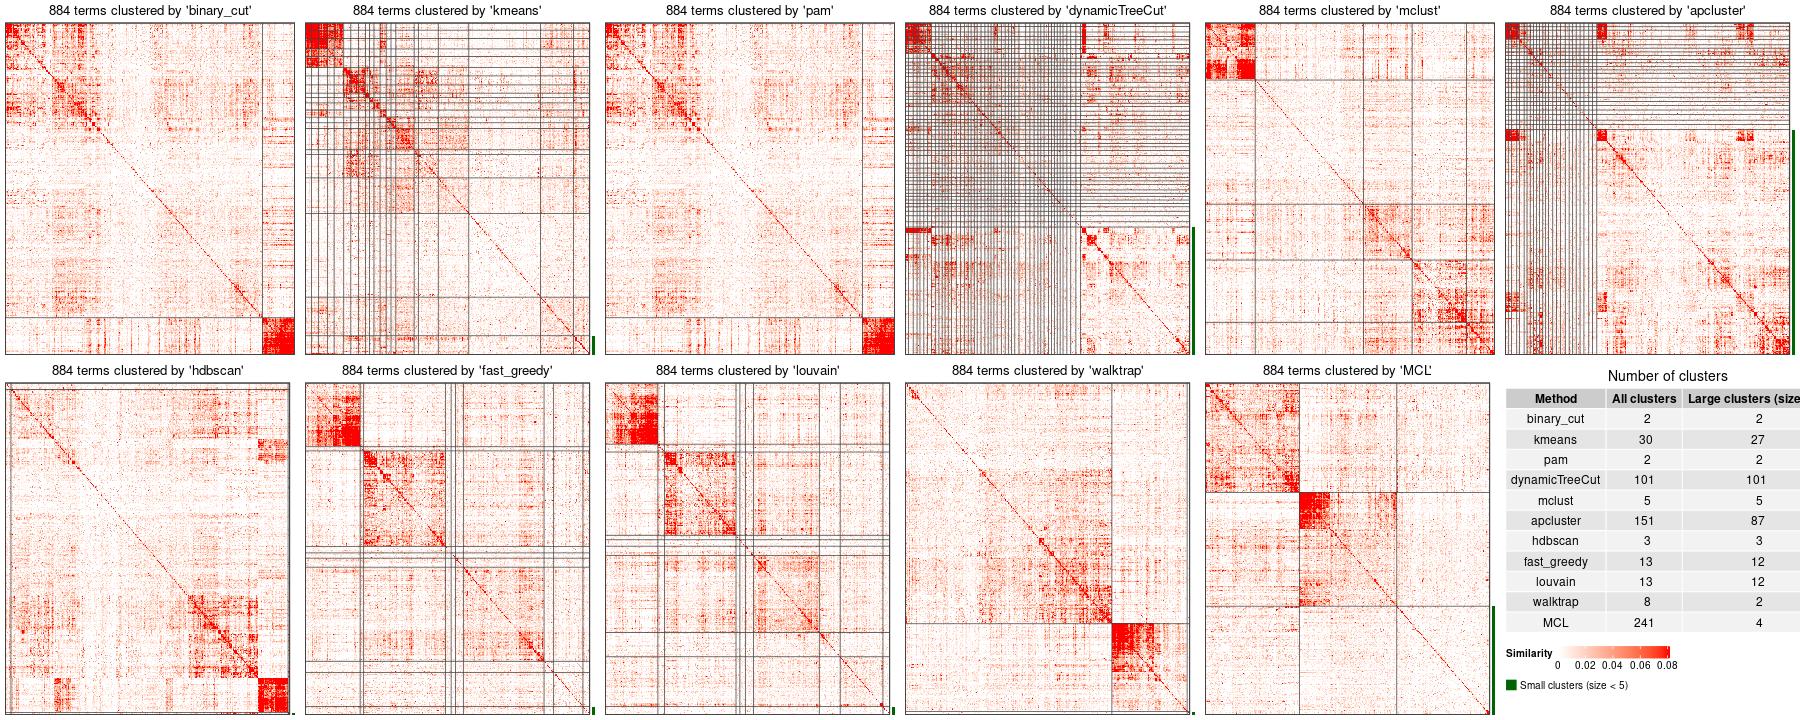 884 terms clustered by 'binary_cut'
884 terms clustered by 'kmeans'
884 terms clustered by 'pam'
884 terms clustered by 'dynamicTreeCut'
884 terms clustered by 'mclust'
884 terms clustered by 'apcluster'
884 terms clustered by 'hdbscan'
884 terms clustered by 'fast_greedy'
884 terms clustered by 'louvain'
884 terms clustered by 'walktrap'
884 terms clustered by 'MCL'
Number of clusters
Method All clusters Large clusters (size
binary_cut 2 2
kmeans 30 27
pam 2 2
dynamicTreeCut 101 101
mclust 5 5
apcluster 151 87
hdbscan 3 3
fast_greedy 13 12
louvain 13 12
walktrap 8 2
MCL 241 4
Similarity
0 0.02 0.04 0.06 0.08
Small clusters (size < 5)